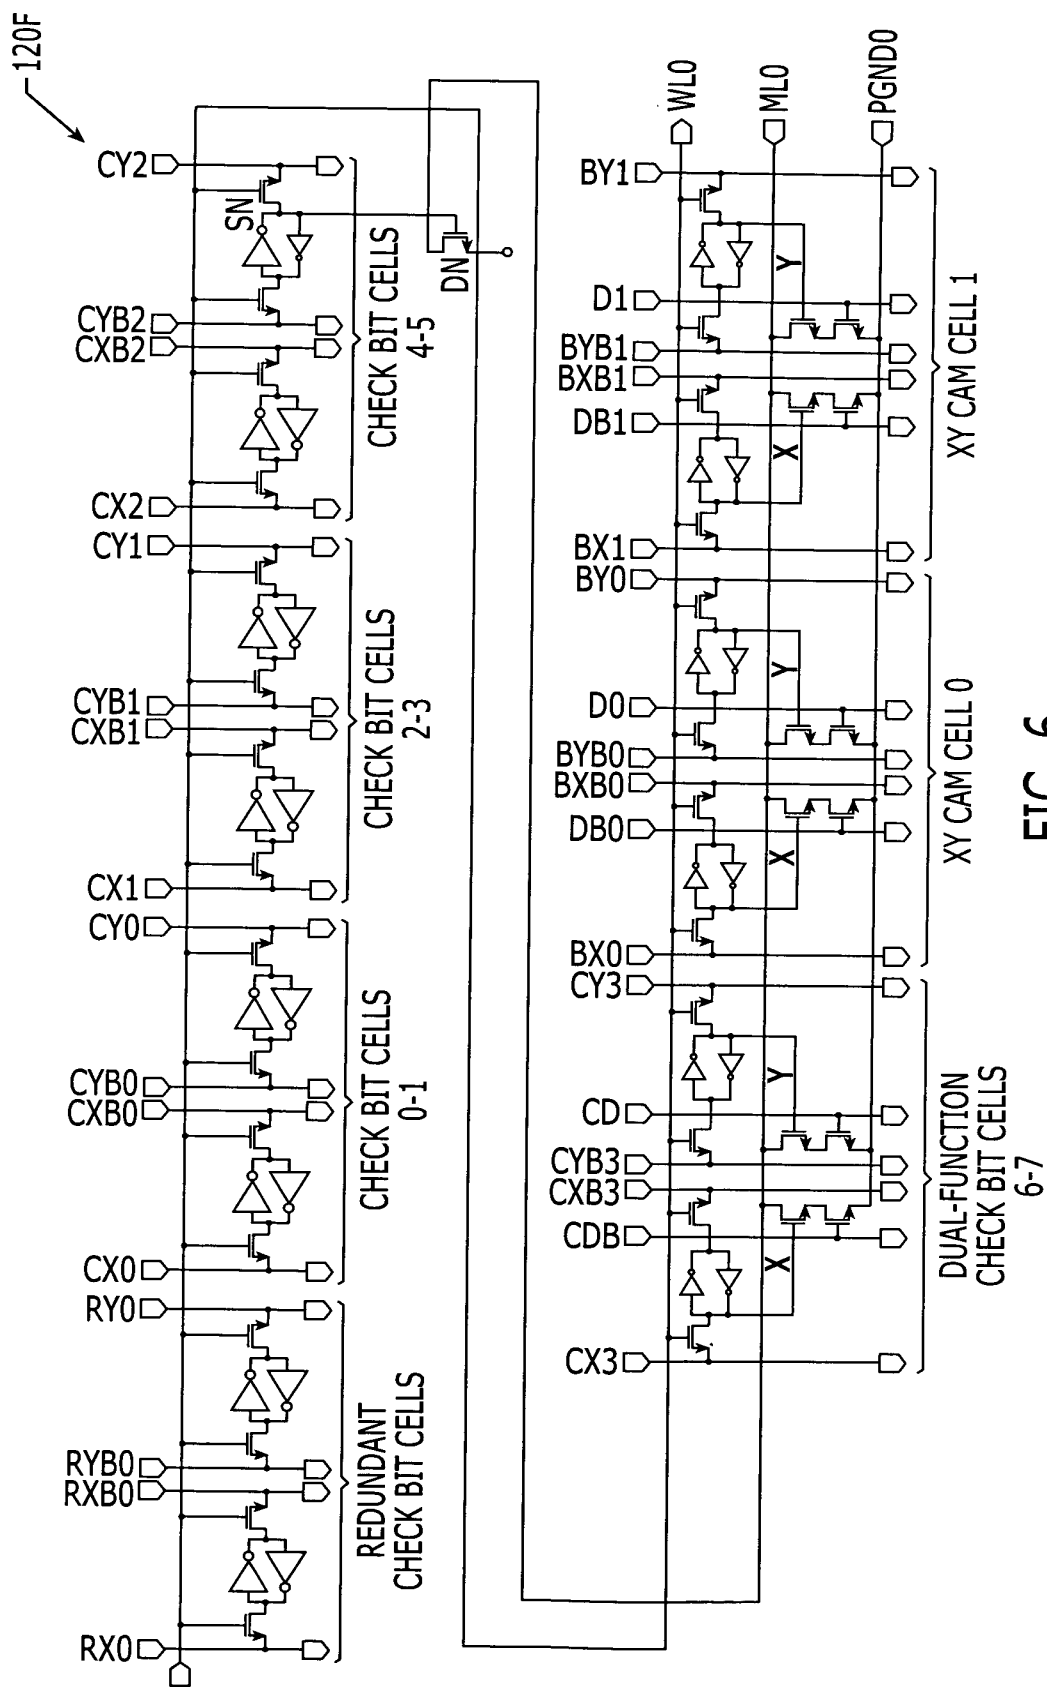 120F
RX0
RXB0
RYB0
RY0
CX0
CXB0
CYB0
CY0
CX1
CXB1
CYB1
CY1
CX2
CXB2
CYB2
CY2
SN
REDUNDANT
CHECK BIT CELLS
CHECK BIT CELLS
0-1
CHECK BIT CELLS
2-3
CHECK BIT CELLS
4-5
DN
CX3
CDB
CXB3
CYB3
CD
CY3
BX0
DB0
BXB0
BYB0
D0
BY0
BX1
DB1
BXB1
BYB1
D1
BY1
WL0
X
Y
X
Y
X
Y
ML0
PGND0
DUAL-FUNCTION
CHECK BIT CELLS
6-7
XY CAM CELL 0
XY CAM CELL 1
FIG. 6